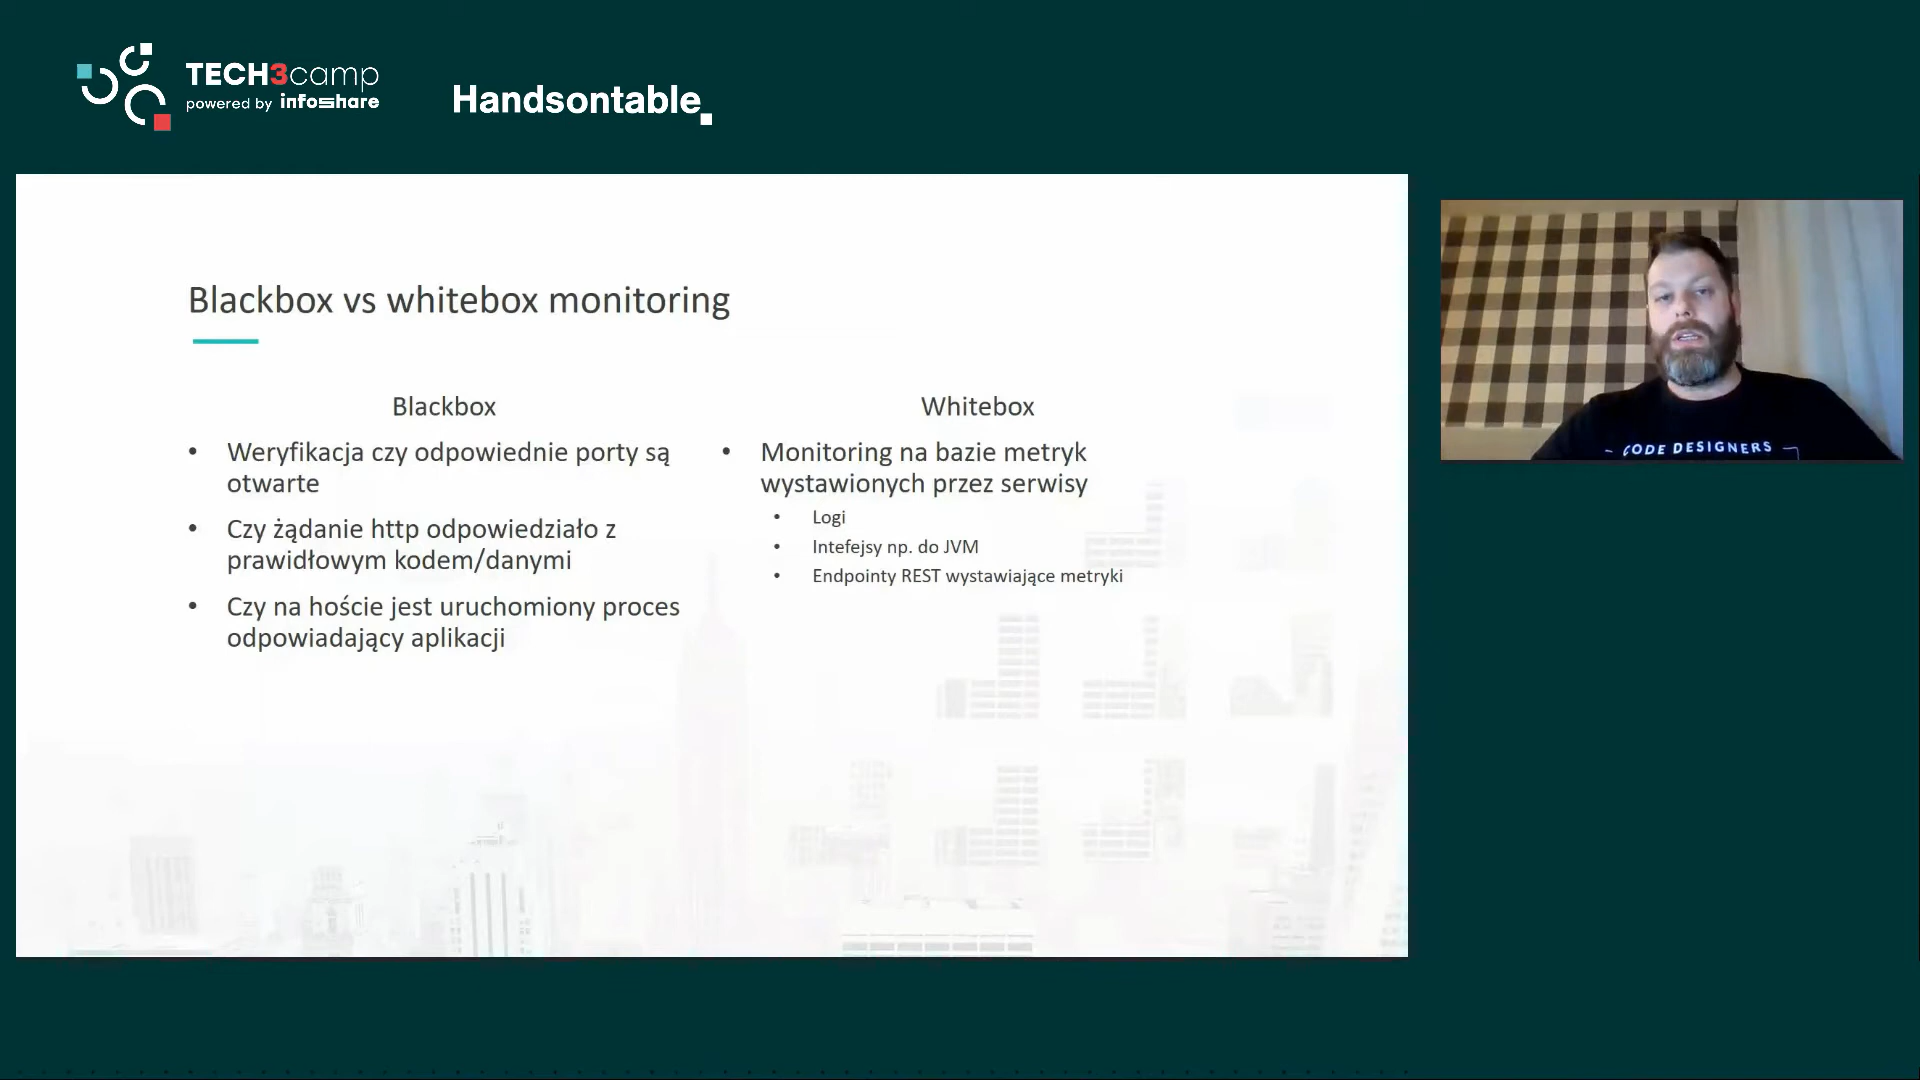 TECH3camp
powered by infoshare
Handsontable
Blackbox vs whitebox monitoring
Blackbox
• Weryfikacja czy odpowiednie porty są
otwarte
• Czy żądanie http odpowiedziało z
prawidłowym kodem/danymi
• Czy na hoście jest uruchomiony proces
odpowiadający aplikacji
Whitebox
• Monitoring na bazie metryk
wystawionych przez serwisy
• Logi
• Intefejsy np. do JVM
• Endpointy REST wystawiające metryki
CODE DESIGNERS